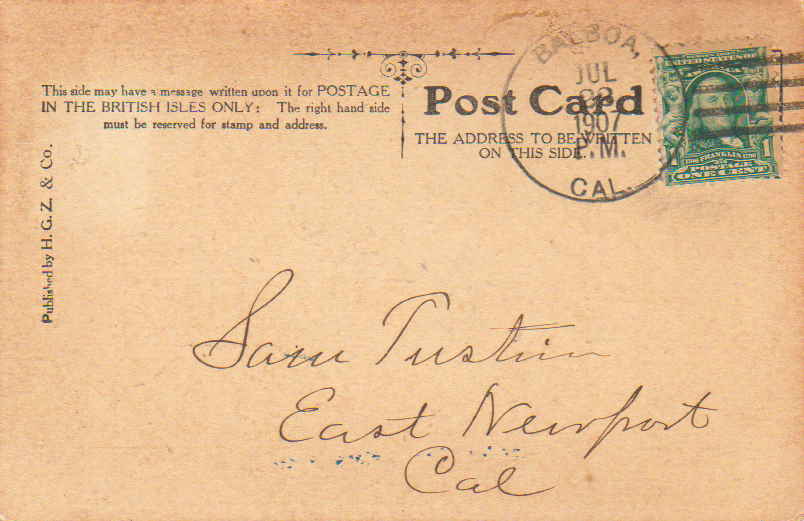 This side may have a message written upon it for POSTAGE
IN THE BRITISH ISLES ONLY: The right hand side
must be reserved for stamp and address.
Post Card
THE ADDRESS TO BE WRITTEN
ON THIS SIDE.
BALBOA,
JUL
1907
P.M.
CAL.
UNITED STATES OF
AMERICA
FRANKLIN
POSTAGE
ONE CENT
Published by H. G. Z. & Co.
Sam Tustin
East Newport
Cal